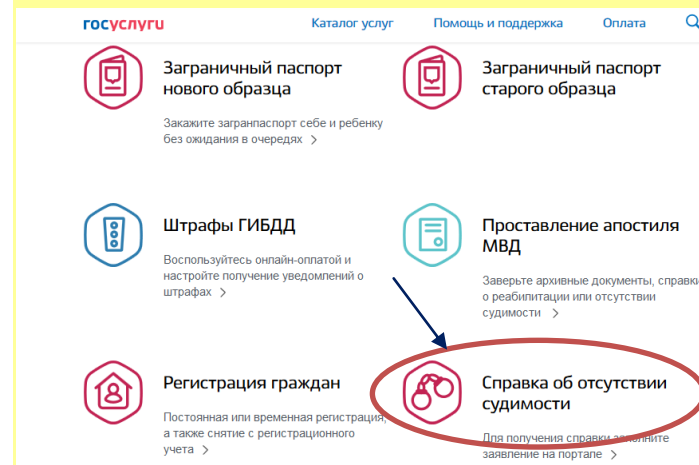 госуслуги Каталог услуг Помощь и поддержка Оплата
Заграничный паспорт
нового образца
Закажите загранпаспорт себе и ребенку
без ожидания в очередях >
Заграничный паспорт
старого образца
Штрафы ГИБДД
Воспользуйтесь онлайн-оплатой и
настройте получение уведомлений о
штрафах >
Проставление апостиля
МВД
Заверьте архивные документы, справки
о реабилитации или отсутствии
судимости >
Регистрация граждан
Постоянная или временная регистрация,
а также снятие с регистрационного
учета >
Справка об отсутствии
судимости
Для получения справки заполните
заявление на портале >